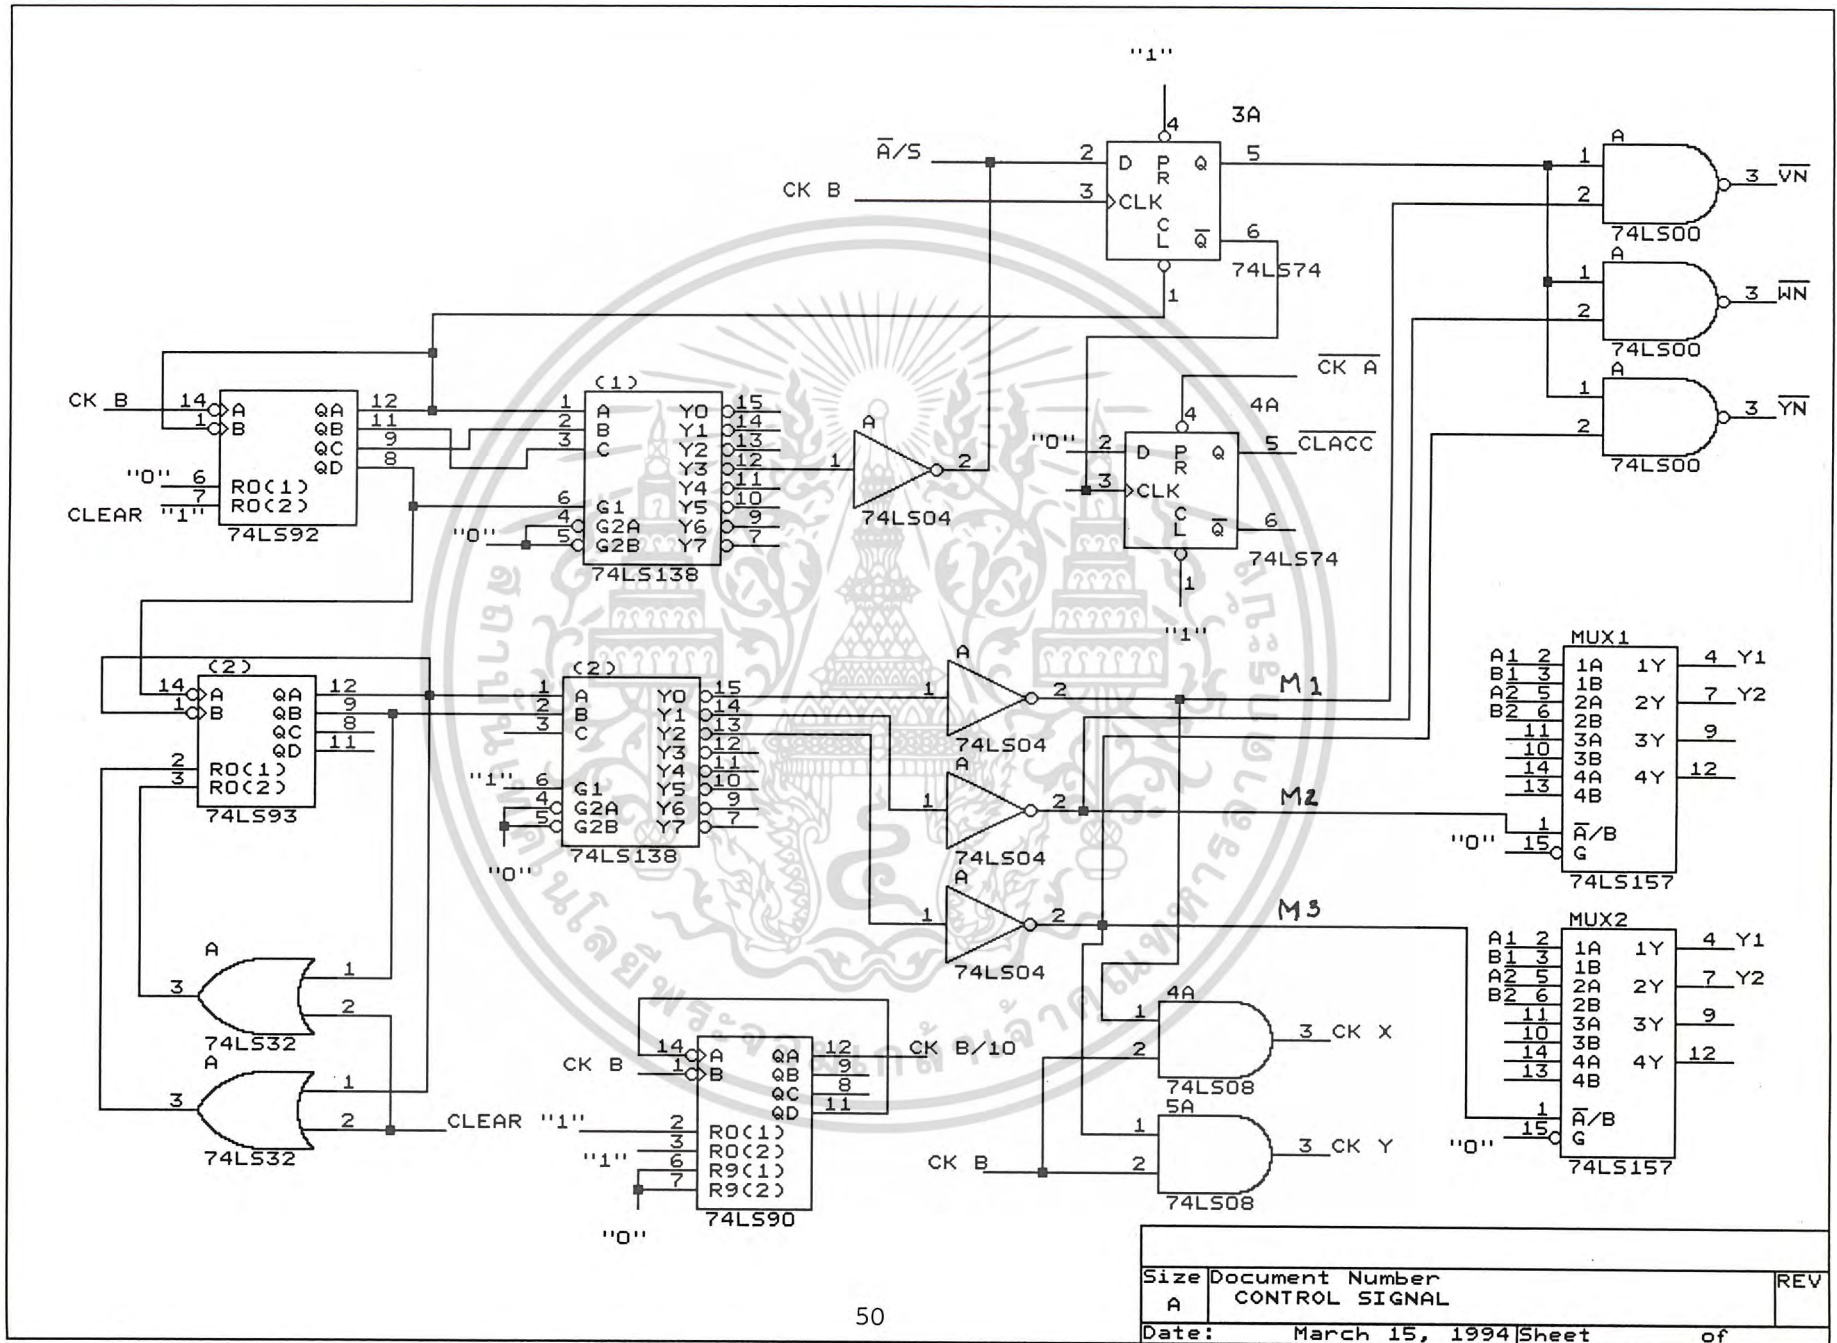 "1"
3A
A/S
2 D PR Q 5
4
CK B
3 CLK
CL Q 6
1
74LS74
A
1
2
3 VN
74LS00
A
1
2
3 WN
74LS00
A
1
2
3 YN
74LS00
CK B 14 A QA 12
1 B QB 11
QC 9
QD 8
"0" 6 RO(1)
CLEAR "1" 7 RO(2)
74LS92
(1)
1 A Y0 15
2 B Y1 14
3 C Y2 13
Y3 12
Y4 11
6 G1 Y5 10
"0" 4 G2A Y6 9
5 G2B Y7 7
74LS138
A
1 2
74LS04
CK A
4
4A
"0" 2 D PR Q 5 CLACC
3 CLK
CL Q 6
74LS74
1
"1"
(2)
14 A QA 12
1 B QB 9
QC 8
QD 11
2 RO(1)
3 RO(2)
74LS93
(2)
1 A Y0 15
2 B Y1 14
3 C Y2 13
Y3 12
Y4 11
"1" 6 G1 Y5 10
4 G2A Y6 9
5 G2B Y7 7
74LS138
"0"
A
1 2 M1
74LS04
A
1 2 M2
74LS04
A
1 2 M3
74LS04
MUX1
A1 2 1A 1Y 4 Y1
B1 3 1B
A2 5 2A 2Y 7 Y2
B2 6 2B
11 3A 3Y 9
10 3B
14 4A 4Y 12
13 4B
1 A/B
"0" 15 G
74LS157
MUX2
A1 2 1A 1Y 4 Y1
B1 3 1B
A2 5 2A 2Y 7 Y2
B2 6 2B
11 3A 3Y 9
10 3B
14 4A 4Y 12
13 4B
1 A/B
"0" 15 G
74LS157
A
3 1
2
74LS32
A
3 1
2 CLEAR "1"
74LS32
14 A QA 12 CK B/10
CK B 1 B QB 9
QC 8
QD 11
2 RO(1)
"1" 3 RO(2)
6 R9(1)
7 R9(2)
74LS90
"0"
4A
1
2
3 CK X
74LS08
5A
1
CK B 2
3 CK Y
74LS08
50
Size Document Number REV
A CONTROL SIGNAL
Date: March 15, 1994 Sheet of